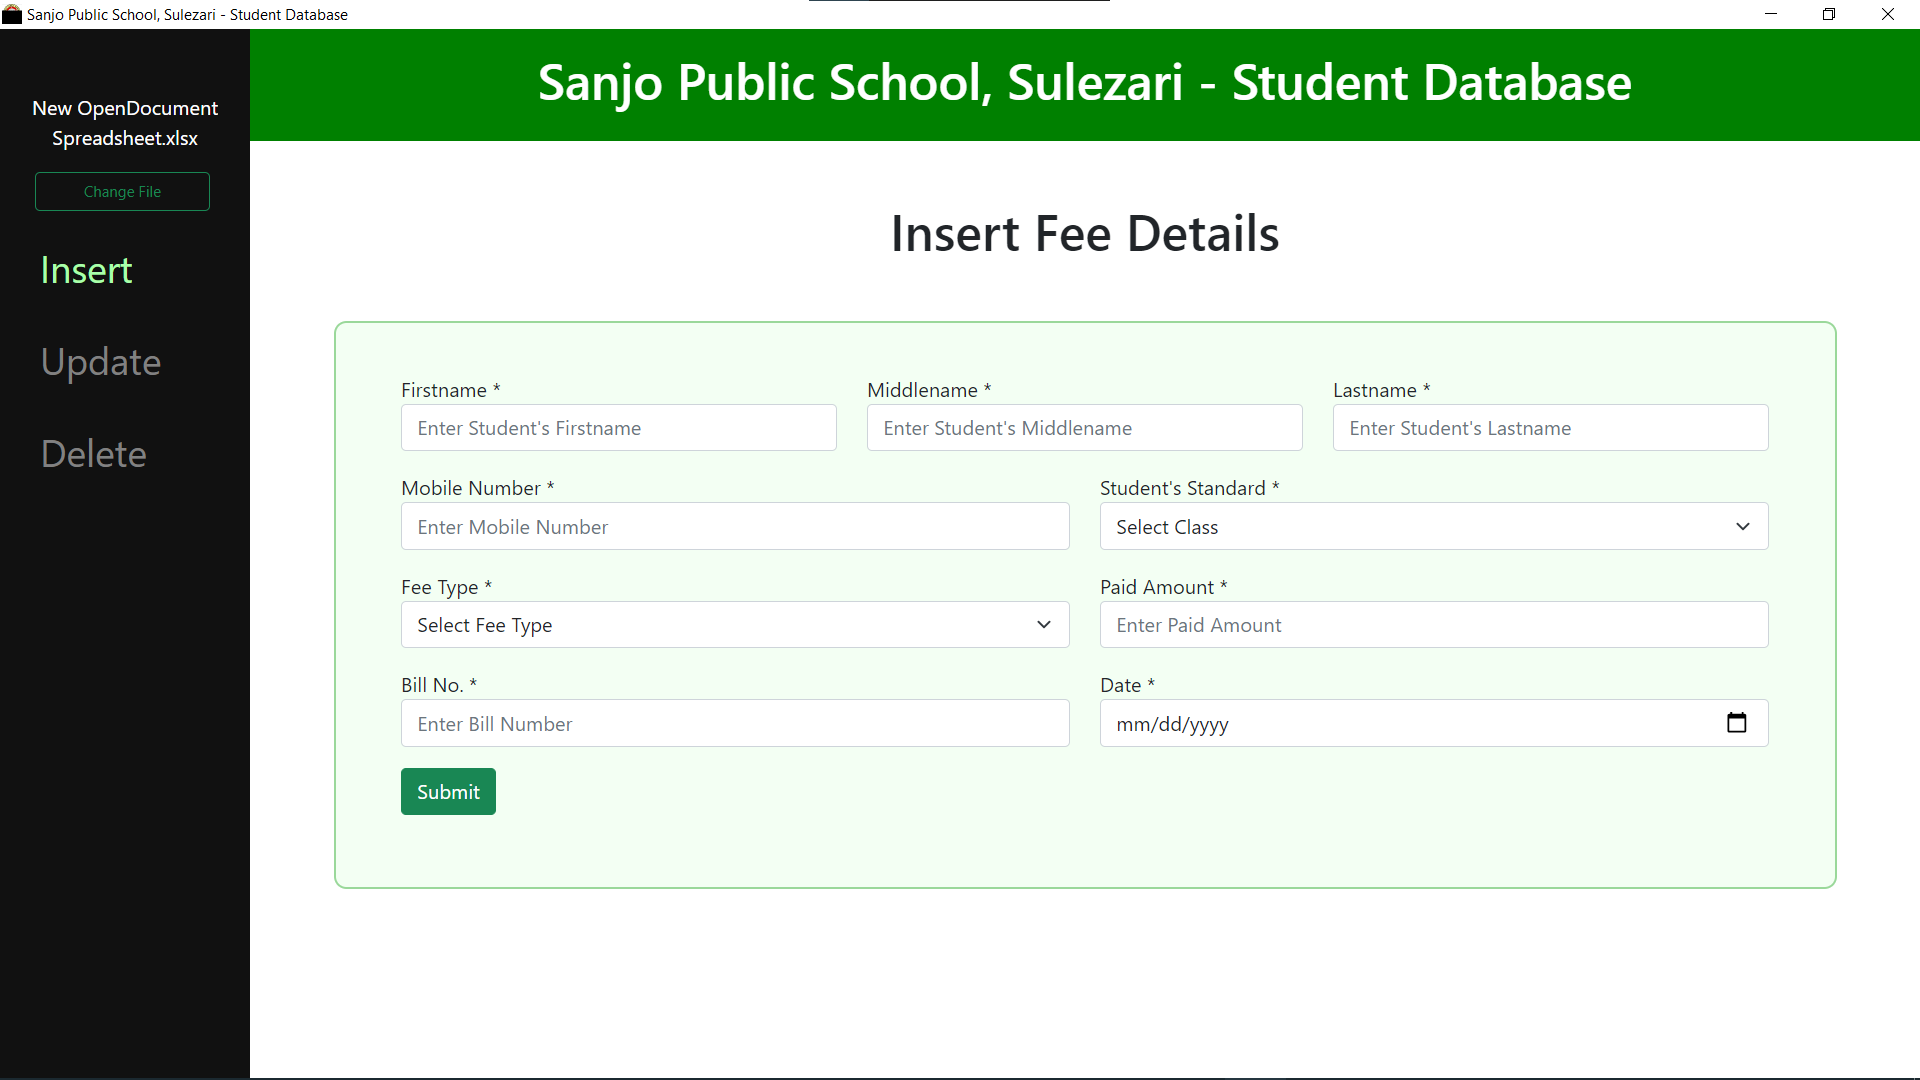 Sanjo Public School, Sulezari - Student Database
Sanjo Public School, Sulezari - Student Database
New OpenDocument
Spreadsheet.xlsx
Change File
Insert
Update
Delete
Insert Fee Details
Firstname * Middlename * Lastname *
Enter Student's Firstname Enter Student's Middlename Enter Student's Lastname
Mobile Number * Student's Standard *
Enter Mobile Number Select Class
Fee Type * Paid Amount *
Select Fee Type Enter Paid Amount
Bill No. * Date *
Enter Bill Number mm/dd/yyyy
Submit